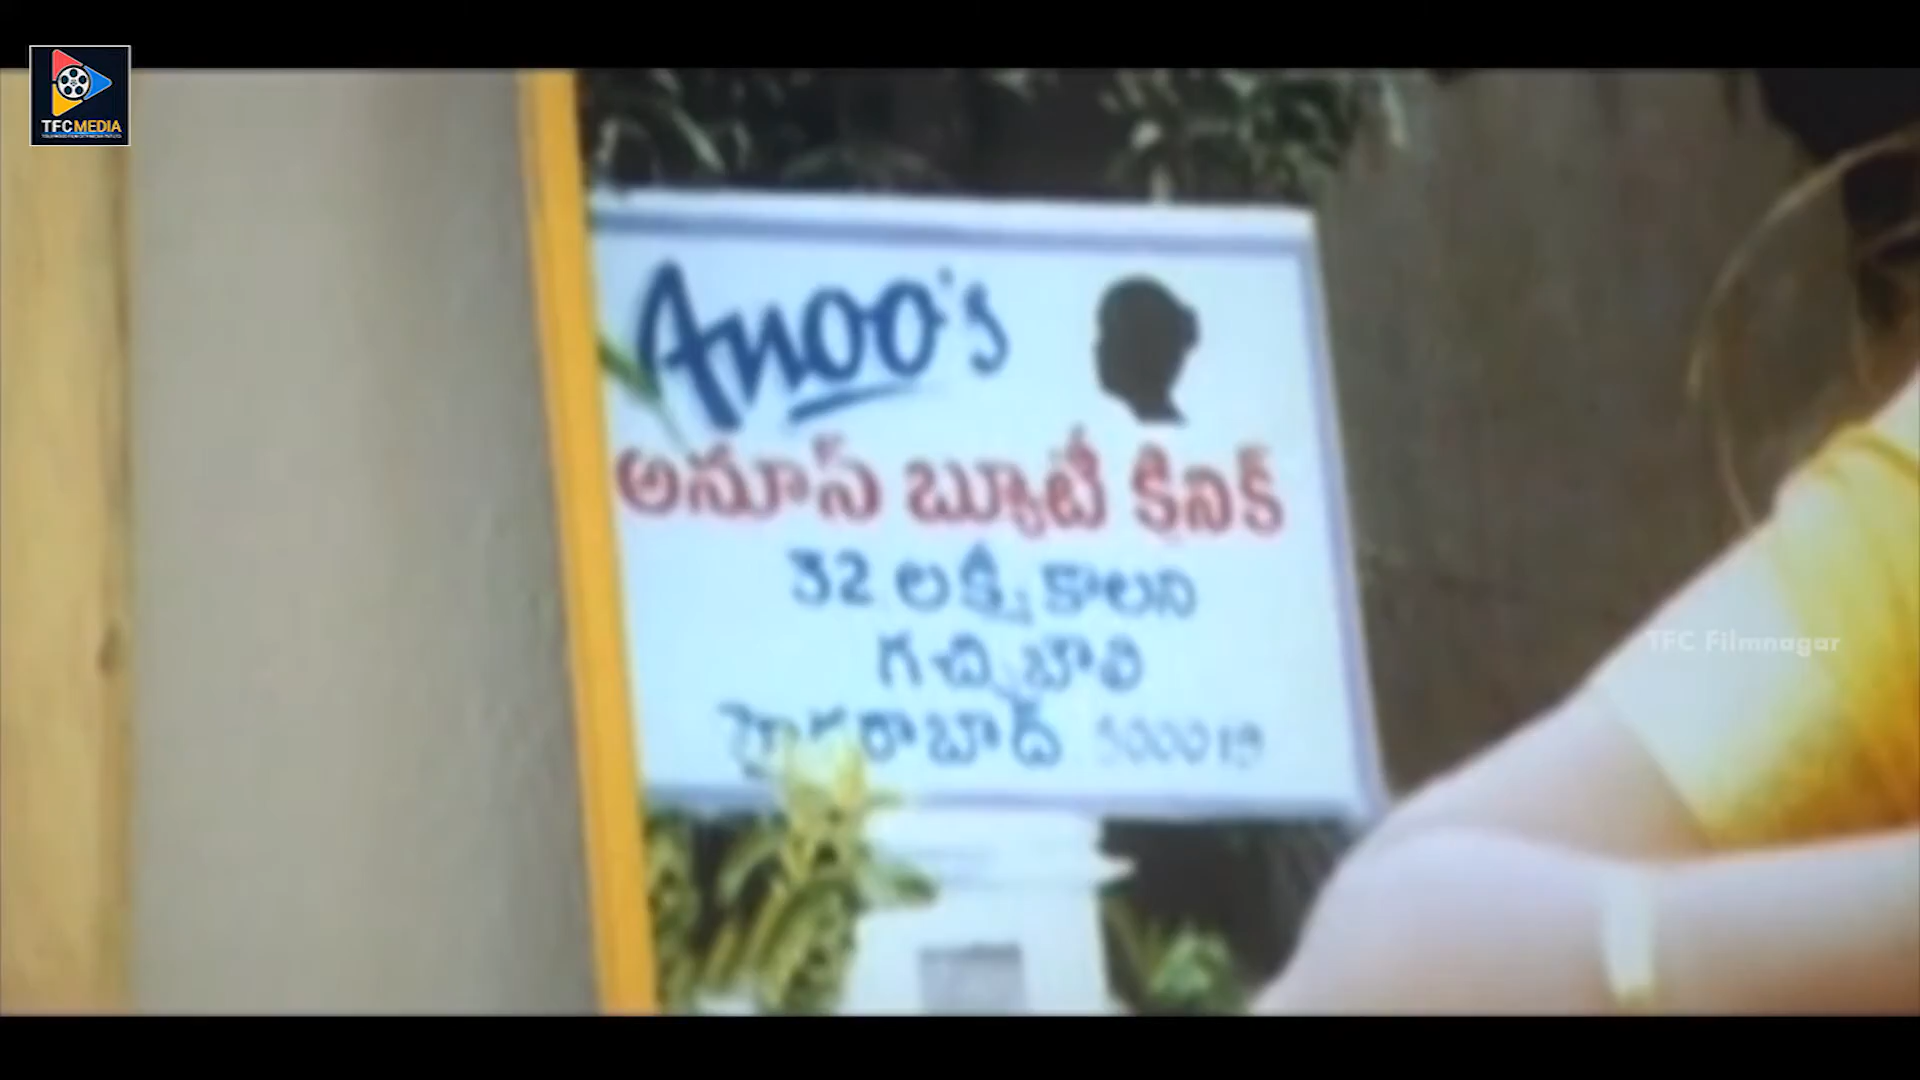 TFCMEDIA
Anoo's
అనూస్ బ్యూటీ క్లినిక్
32 లక్ష్మి కాలని
గచ్చిబౌలి
హైదరాబాద్
TFC Filmnagar